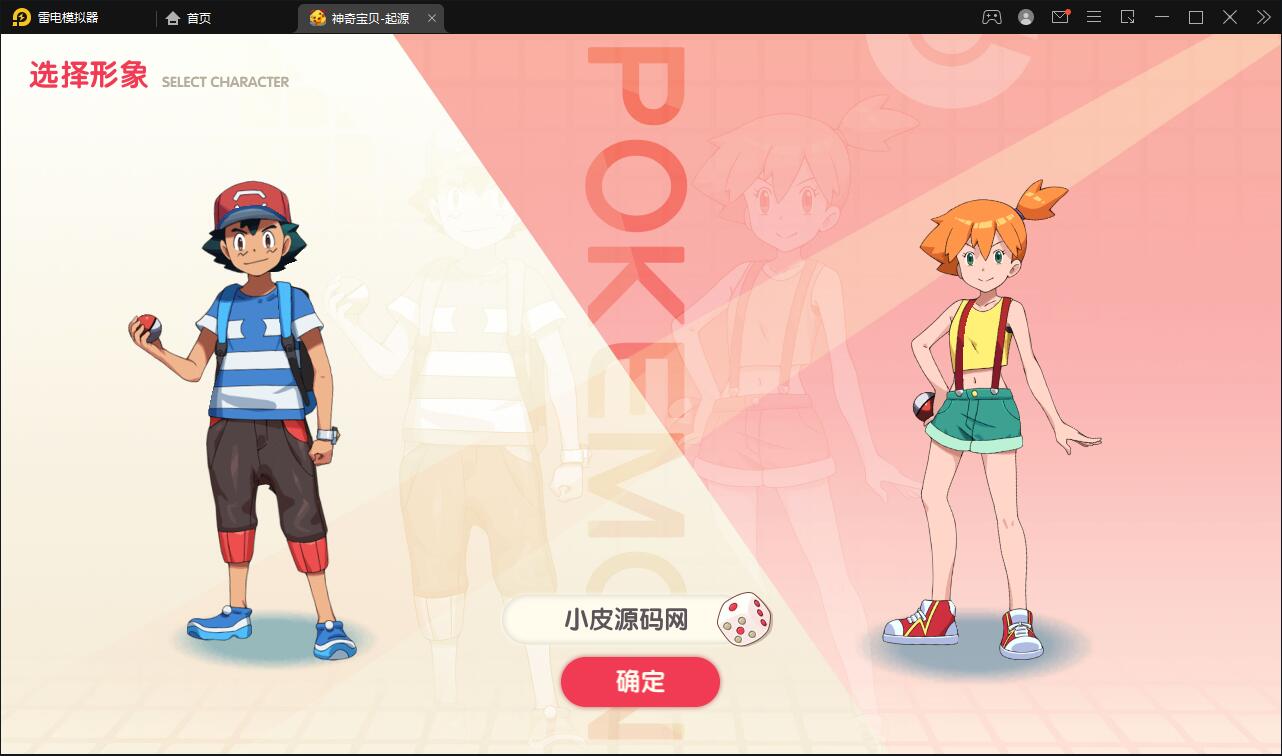 雷电模拟器
首页
神奇宝贝-起源
选择形象 SELECT CHARACTER
POKEMON
小皮源码网
确定